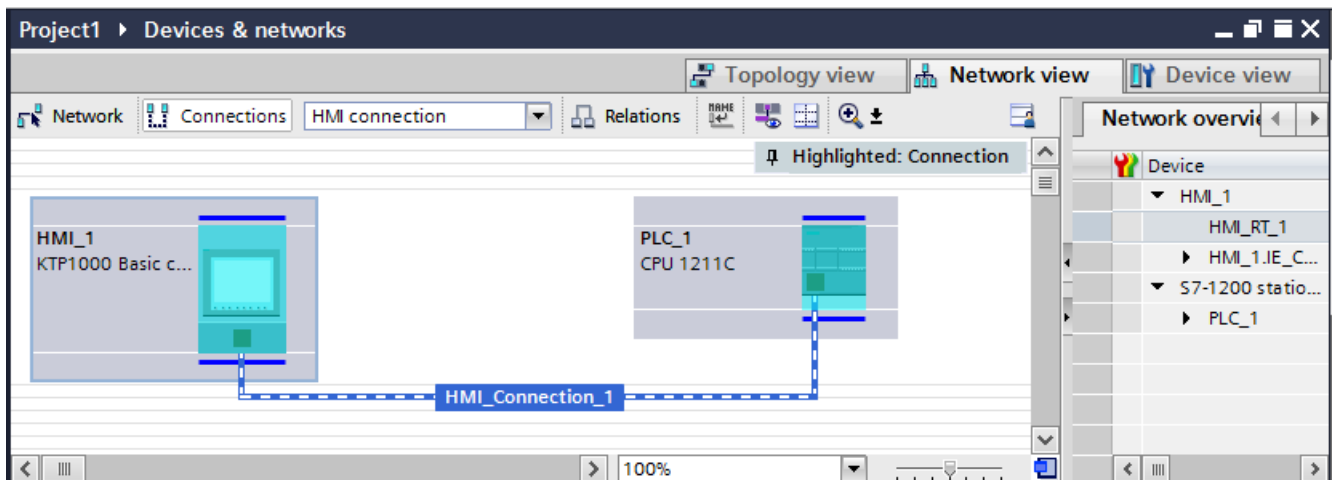 Project1 ▸ Devices & networks
Topology view Network view Device view
Network Connections HMI connection Relations NAME Network overvie
Highlighted: Connection
Device
HMI_1
HMI_RT_1
HMI_1.IE_C...
S7-1200 statio...
PLC_1
HMI_1
KTP1000 Basic c...
PLC_1
CPU 1211C
HMI_Connection_1
100%